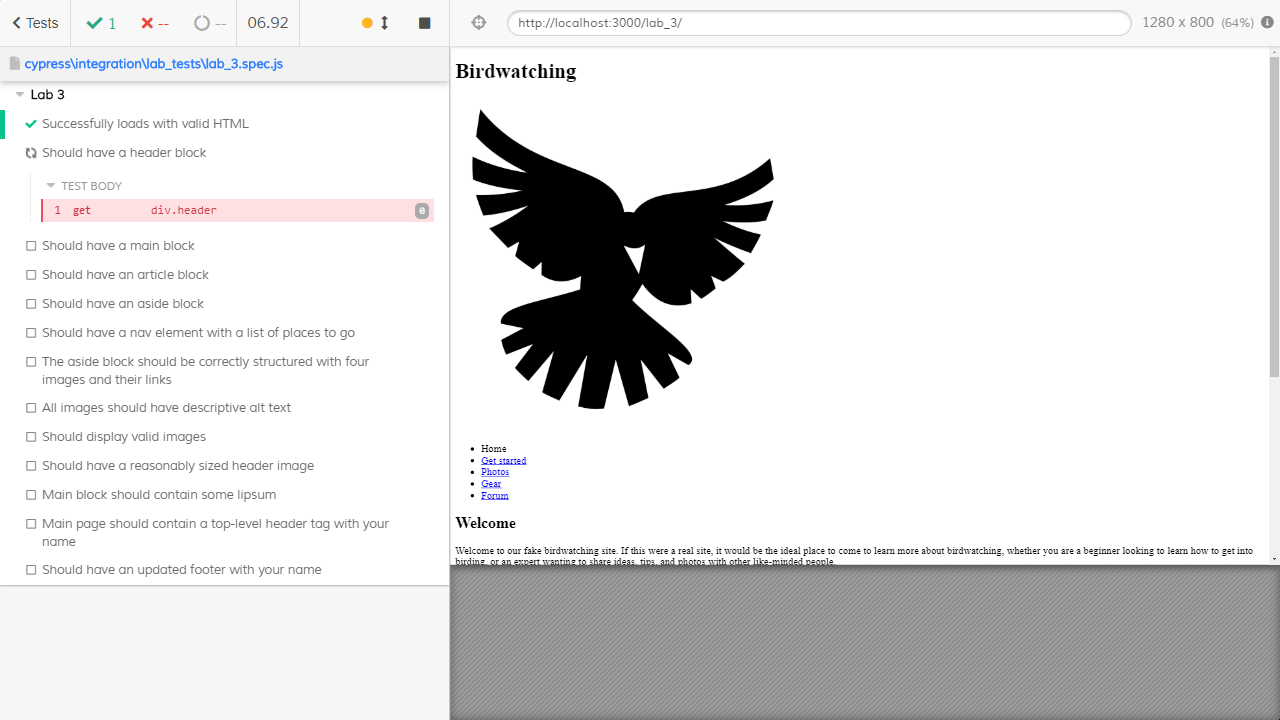 Tests
1
--
--
06.92
http://localhost:3000/lab_3/
1280 x 800 (64%)
cypress\integration\lab_tests\lab_3.spec.js
Lab 3
Successfully loads with valid HTML
Should have a header block
TEST BODY
1 get div.header 0
Should have a main block
Should have an article block
Should have an aside block
Should have a nav element with a list of places to go
The aside block should be correctly structured with four
images and their links
All images should have descriptive alt text
Should display valid images
Should have a reasonably sized header image
Main block should contain some lipsum
Main page should contain a top-level header tag with your
name
Should have an updated footer with your name
Birdwatching
Home
Get started
Photos
Gear
Forum
Welcome
Welcome to our fake birdwatching site. If this were a real site, it would be the ideal place to come to learn more about birdwatching, whether you are a beginner looking to learn how to get into
birding, or an expert wanting to share ideas, tips, and photos with other like-minded people.